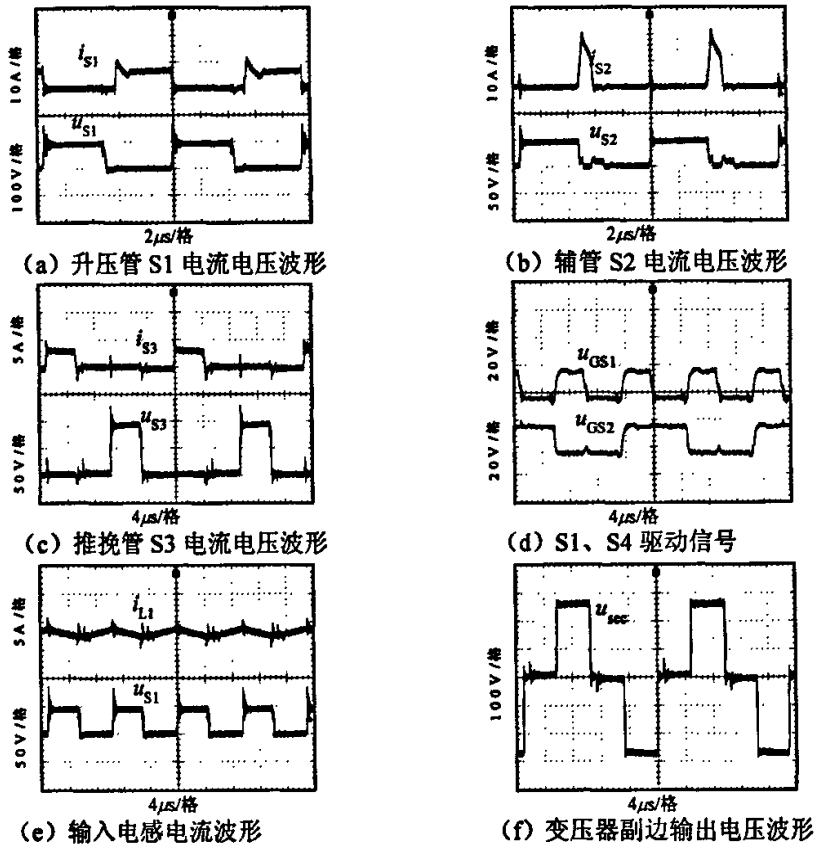 10A/格
i_S1
100V/格
u_S1
2μs/格
(a) 升压管 S1 电流电压波形
10A/格
i_S2
50V/格
u_S2
2μs/格
(b) 辅管 S2 电流电压波形
5A/格
i_S3
50V/格
u_S3
4μs/格
(c) 推挽管 S3 电流电压波形
20V/格
u_GS1
20V/格
u_GS2
4μs/格
(d) S1、S4 驱动信号
5A/格
i_L1
50V/格
u_S1
4μs/格
(e) 输入电感电流波形
100V/格
u_sec
4μs/格
(f) 变压器副边输出电压波形